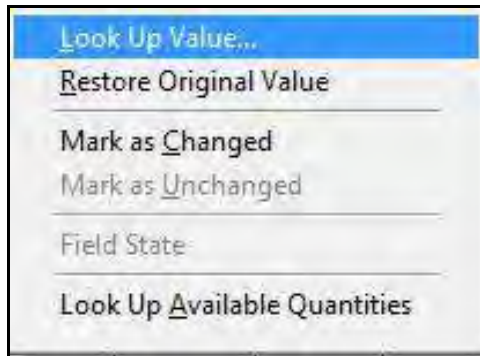 Look Up Value...
Restore Original Value
Mark as Changed
Mark as Unchanged
Field State
Look Up Available Quantities